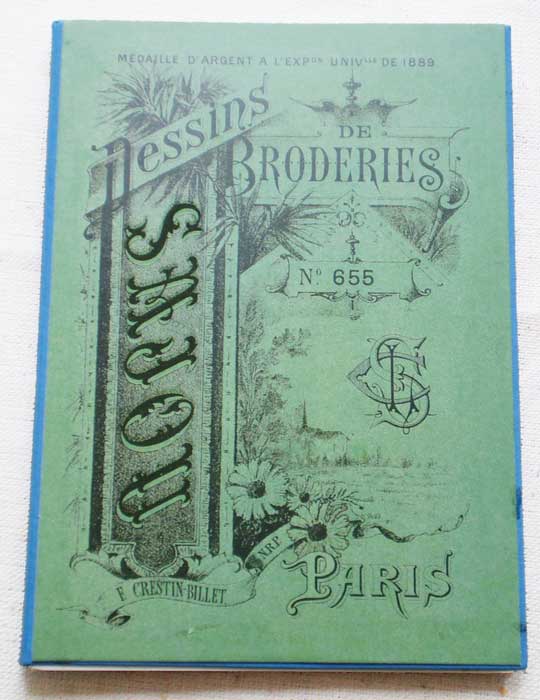 MÉDAILLE D'ARGENT A L'EXPON UNIVLLE DE 1889
Dessins
DE
BRODERIES
SAJOU
No. 655
NRP
F. CRESTIN-BILLET
PARIS